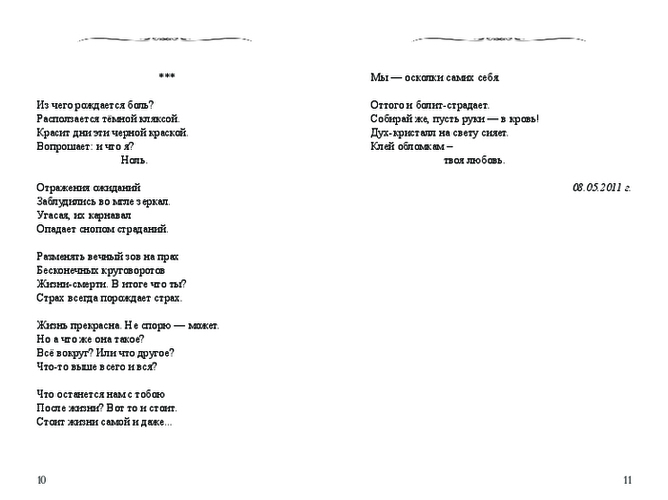 ***
Из чего рождается боль?
Расползается тёмной кляксой.
Красит дни эти черной краской.
Вопрошает: и что я?
Ноль.
Отражения ожиданий
Заблудились во мгле зеркал.
Угасая, их карнавал
Опадает снопом страданий.
Разменять вечный зов на прах
Бесконечных круговоротов
Жизни-смерти. В итоге что ты?
Страх всегда порождает страх.
Жизнь прекрасна. Не спорю — может.
Но а что же она такое?
Всё вокруг? Или что другое?
Что-то выше всего и вся?
Что останется нам с тобою
После жизни? Вот то и стоит.
Стоит жизни самой и даже...
10
Мы — осколки самих себя.
Оттого и болит-страдает.
Собирай же, пусть руки — в кровь!
Дух-кристалл на свету сияет.
Клей обломкам –
твоя любовь.
08.05.2011 г.
11